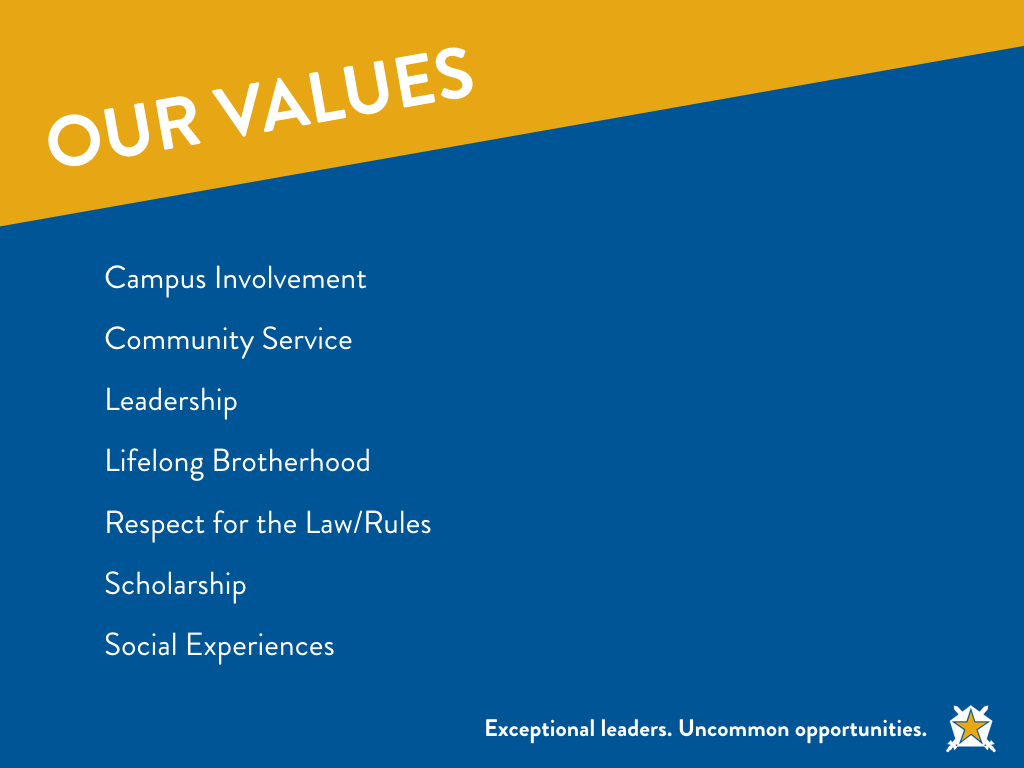 OUR VALUES
Campus Involvement
Community Service
Leadership
Lifelong Brotherhood
Respect for the Law/Rules
Scholarship
Social Experiences
Exceptional leaders. Uncommon opportunities.